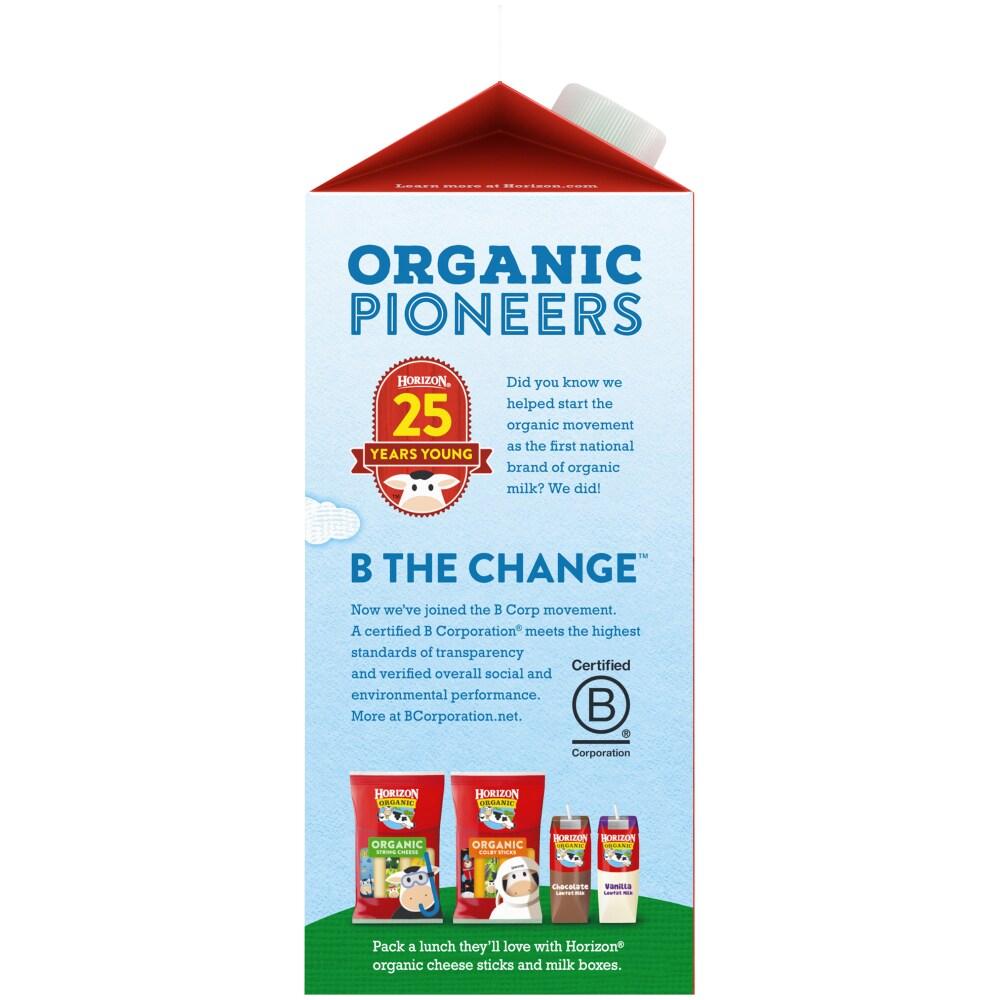 Learn more at Horizon.com
ORGANIC
PIONEERS
HORIZON®
25
YEARS YOUNG
TM
Did you know we
helped start the
organic movement
as the first national
brand of organic
milk? We did!
B THE CHANGE™
Now we've joined the B Corp movement.
A certified B Corporation® meets the highest
standards of transparency
and verified overall social and
environmental performance.
More at BCorporation.net.
Certified
B
®
Corporation
HORIZON
ORGANIC
ORGANIC
STRING CHEESE
HORIZON
ORGANIC
ORGANIC
COLBY STICKS
HORIZON
ORGANIC
Chocolate
Lowfat Milk
HORIZON
ORGANIC
Vanilla
Lowfat Milk
Pack a lunch they'll love with Horizon®
organic cheese sticks and milk boxes.